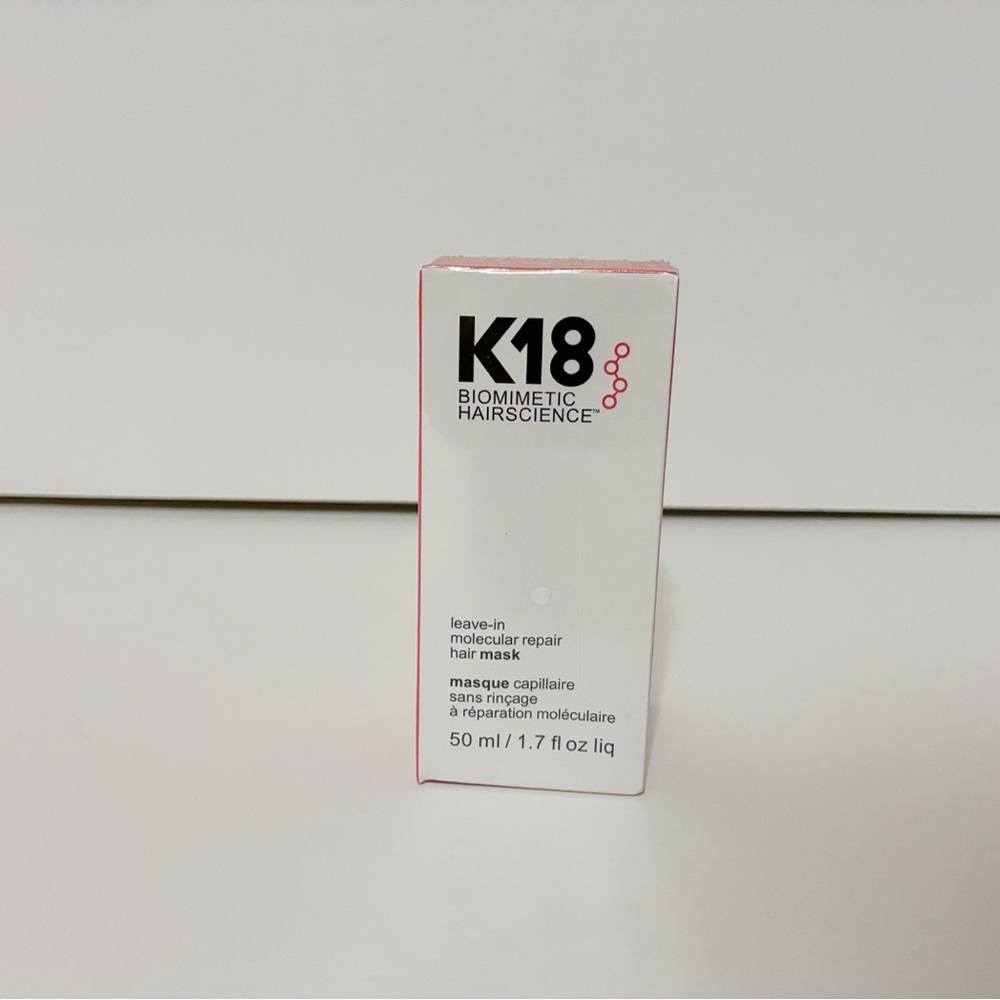 K18
BIOMIMETIC
HAIRSCIENCE™
leave-in
molecular repair
hair mask
masque capillaire
sans rinçage
à réparation moléculaire
50 ml / 1.7 fl oz liq